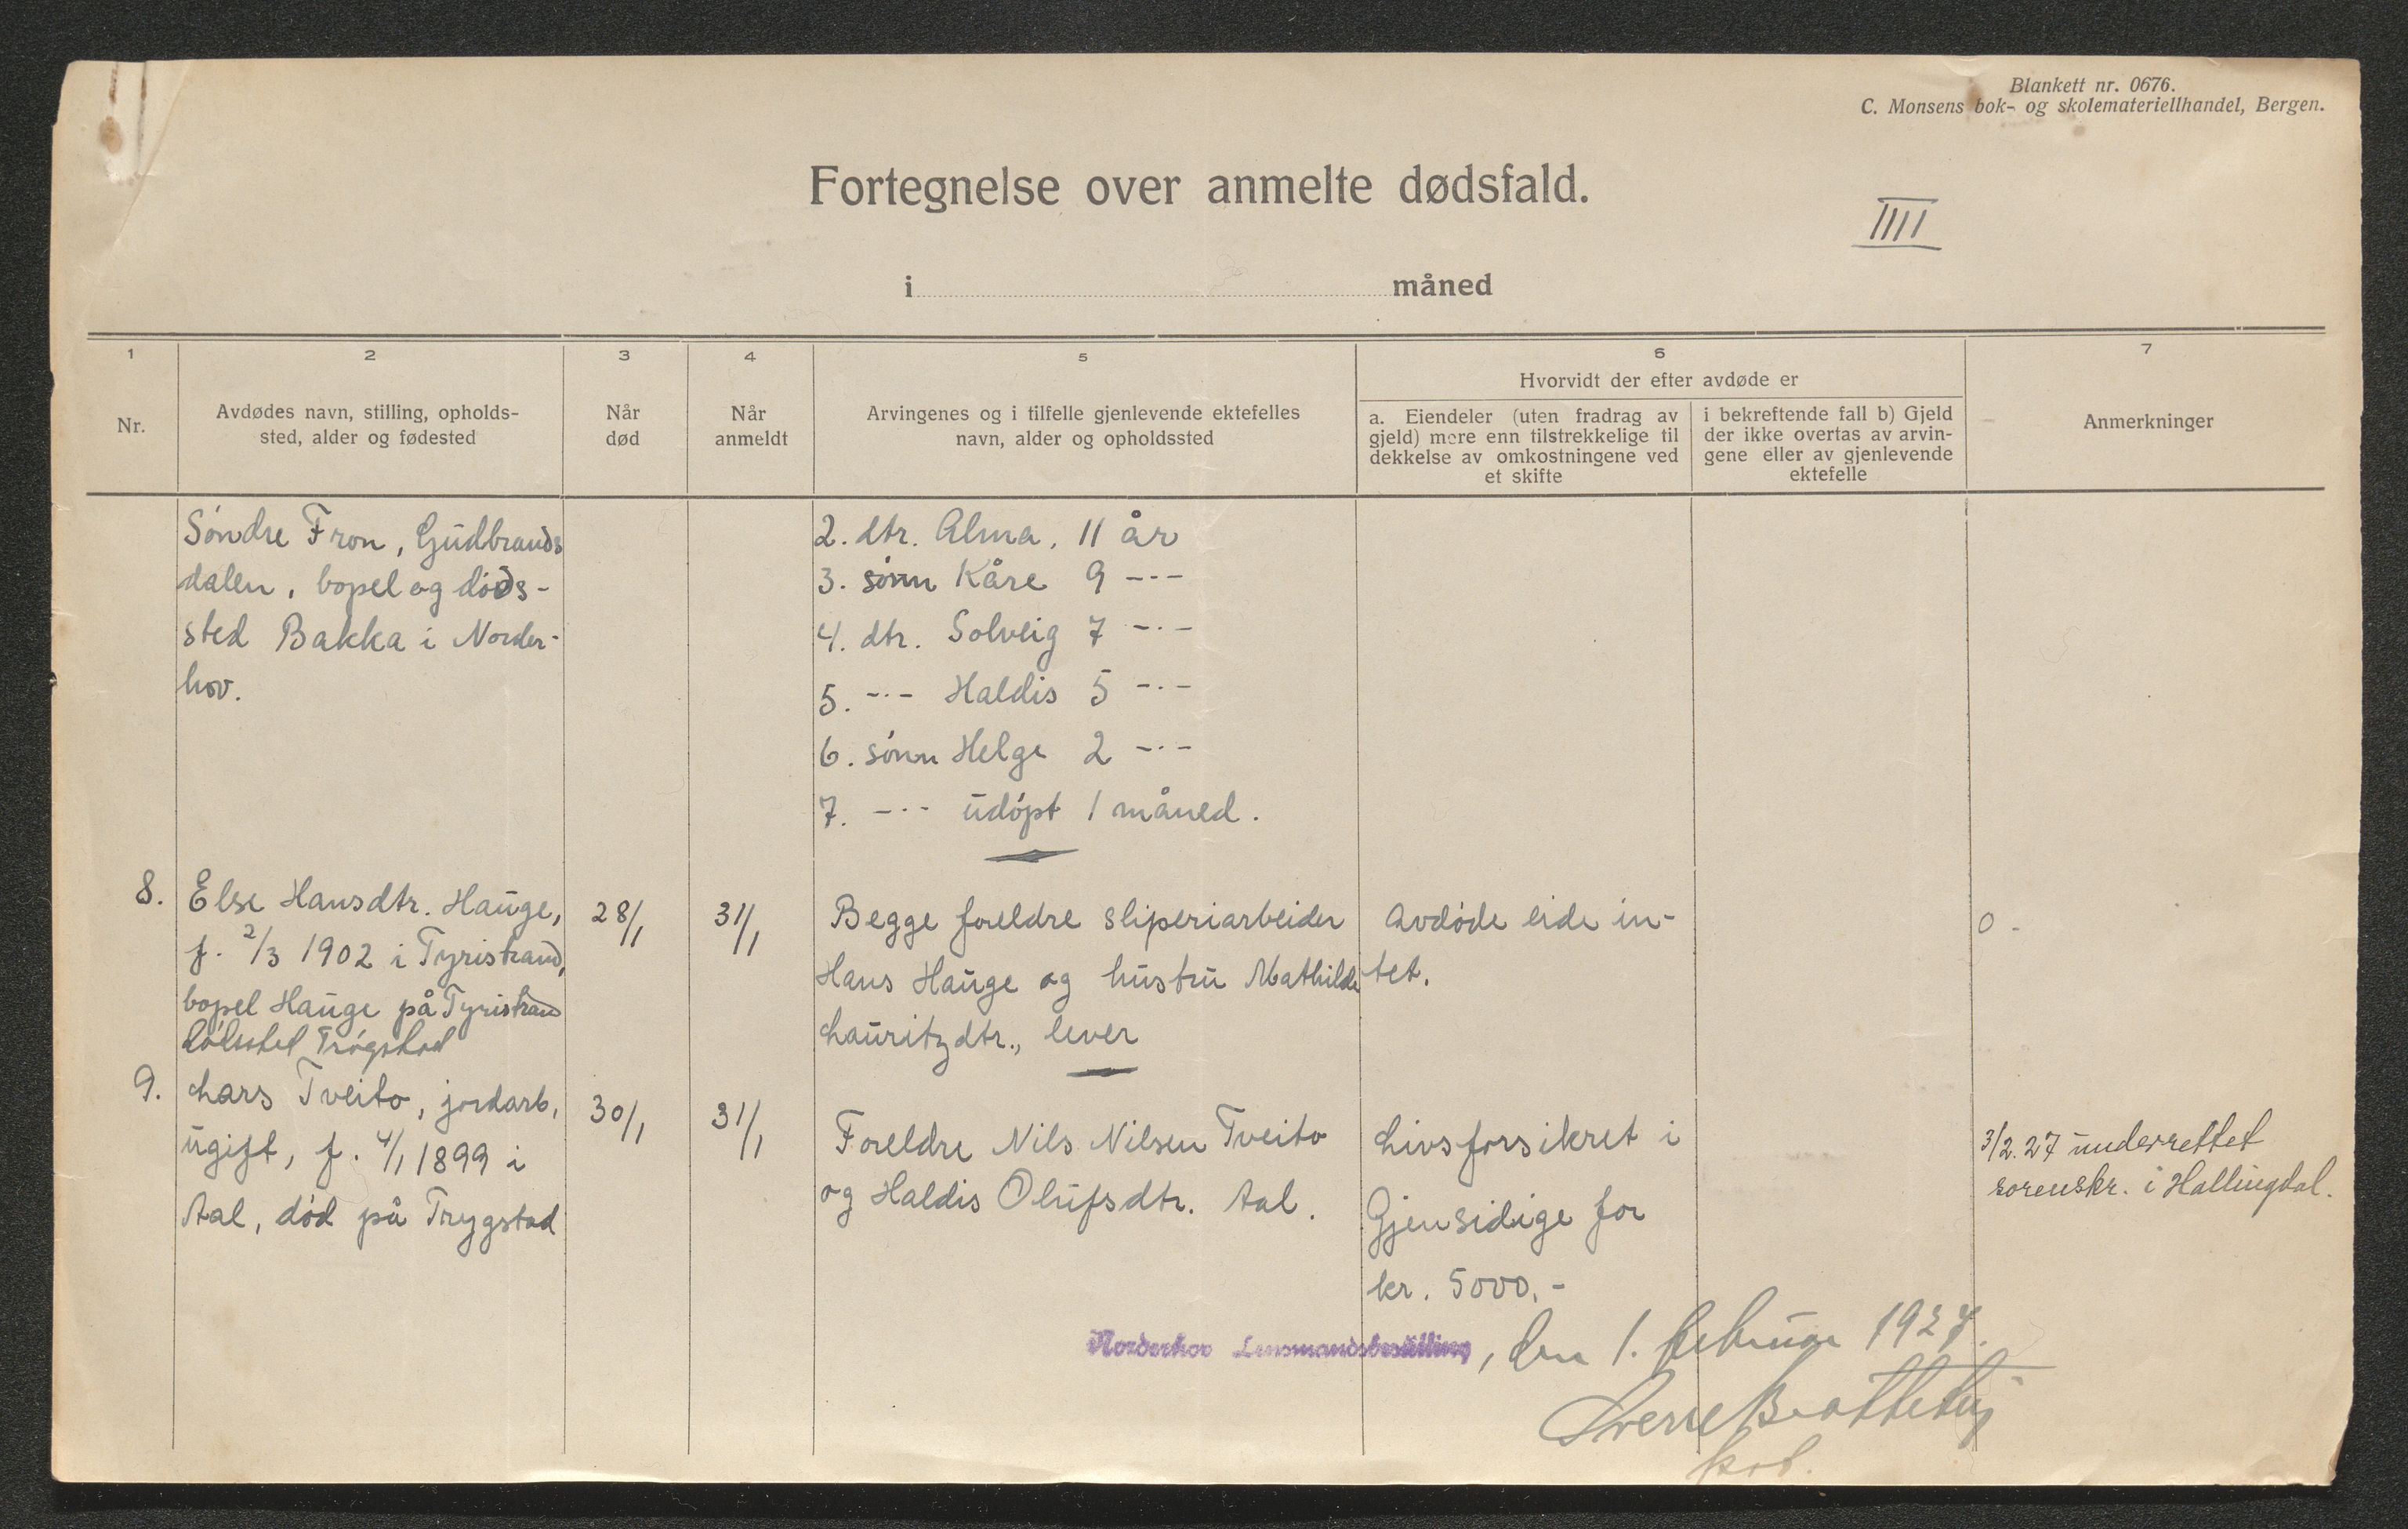 Blankett nr. 0676.
C. Monsens bok- og skolemateriellhandel, Bergen.
Fortegnelse over anmelte dødsfald.
IIII
i måned
1
2
3
4
5
6
7
Nr.
Avdødes navn, stilling, opholds-
sted, alder og fødested
Når
død
Når
anmeldt
Arvingenes og i tilfelle gjenlevende ektefelles
navn, alder og opholdssted
Hvorvidt der efter avdøde er
a. Eiendeler (uten fradrag av
gjeld) mere enn tilstrekkelige til
dekkelse av omkostningene ved
et skifte
i bekreftende fall b) Gjeld
der ikke overtas av arvin-
gene eller av gjenlevende
ektefelle
Anmerkninger
Søndre Fron, Gudbrands
dalen, bopel og døds-
sted Bakka i Norder-
hov.
2. dtr. Alma, 11 år
3. sønn Kåre 9 -·-
4. dtr. Solveig 7 -·-
5. -·- Haldis 5 -·-
6. sønn Helge 2 -·-
7. -·- udøpt 1 måned.
8.
Else Hansdtr. Hauge,
f. 2/3 1902 i Tyristrand,
bopel Hauge på Tyristrand
dødssted Trøgstad
28/1
31/1
Begge foreldre sliperiarbeider
Hans Hauge og hustru Mathilde
Lauritzdtr., lever
Avdøde eide in-
tet.
0 -
9.
Lars Tveito, jordarb,
ugift, f. 4/1 1899 i
Aal, død på Trygstad
30/1
31/1
Foreldre Nils Nilsen Tveito
og Haldis Olufsdtr. Aal.
Livsforsikret i
Gjensidige for
kr. 5000.-
3/2.27 underrettet
sorenskr. i Hallingdal.
Norderhov Lensmandsbestilling, den 1. februar 1927.
Sverre